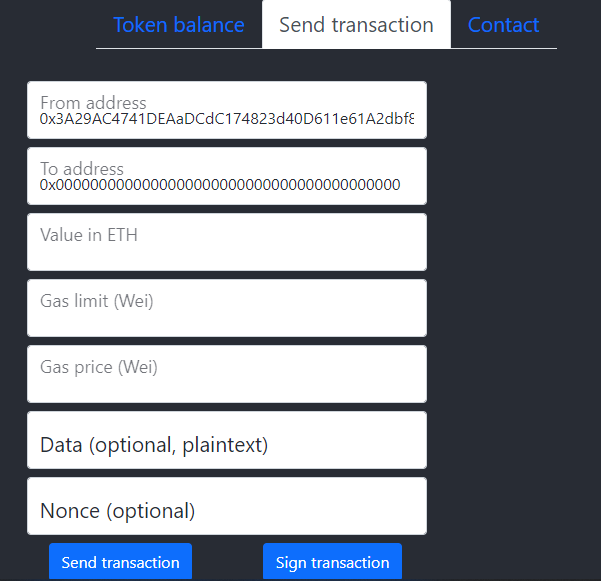 Token balance Send transaction Contact
From address
0x3A29AC4741DEAaDCdC174823d40D611e61A2dbf8
To address
0x0000000000000000000000000000000000000000
Value in ETH
Gas limit (Wei)
Gas price (Wei)
Data (optional, plaintext)
Nonce (optional)
Send transaction Sign transaction